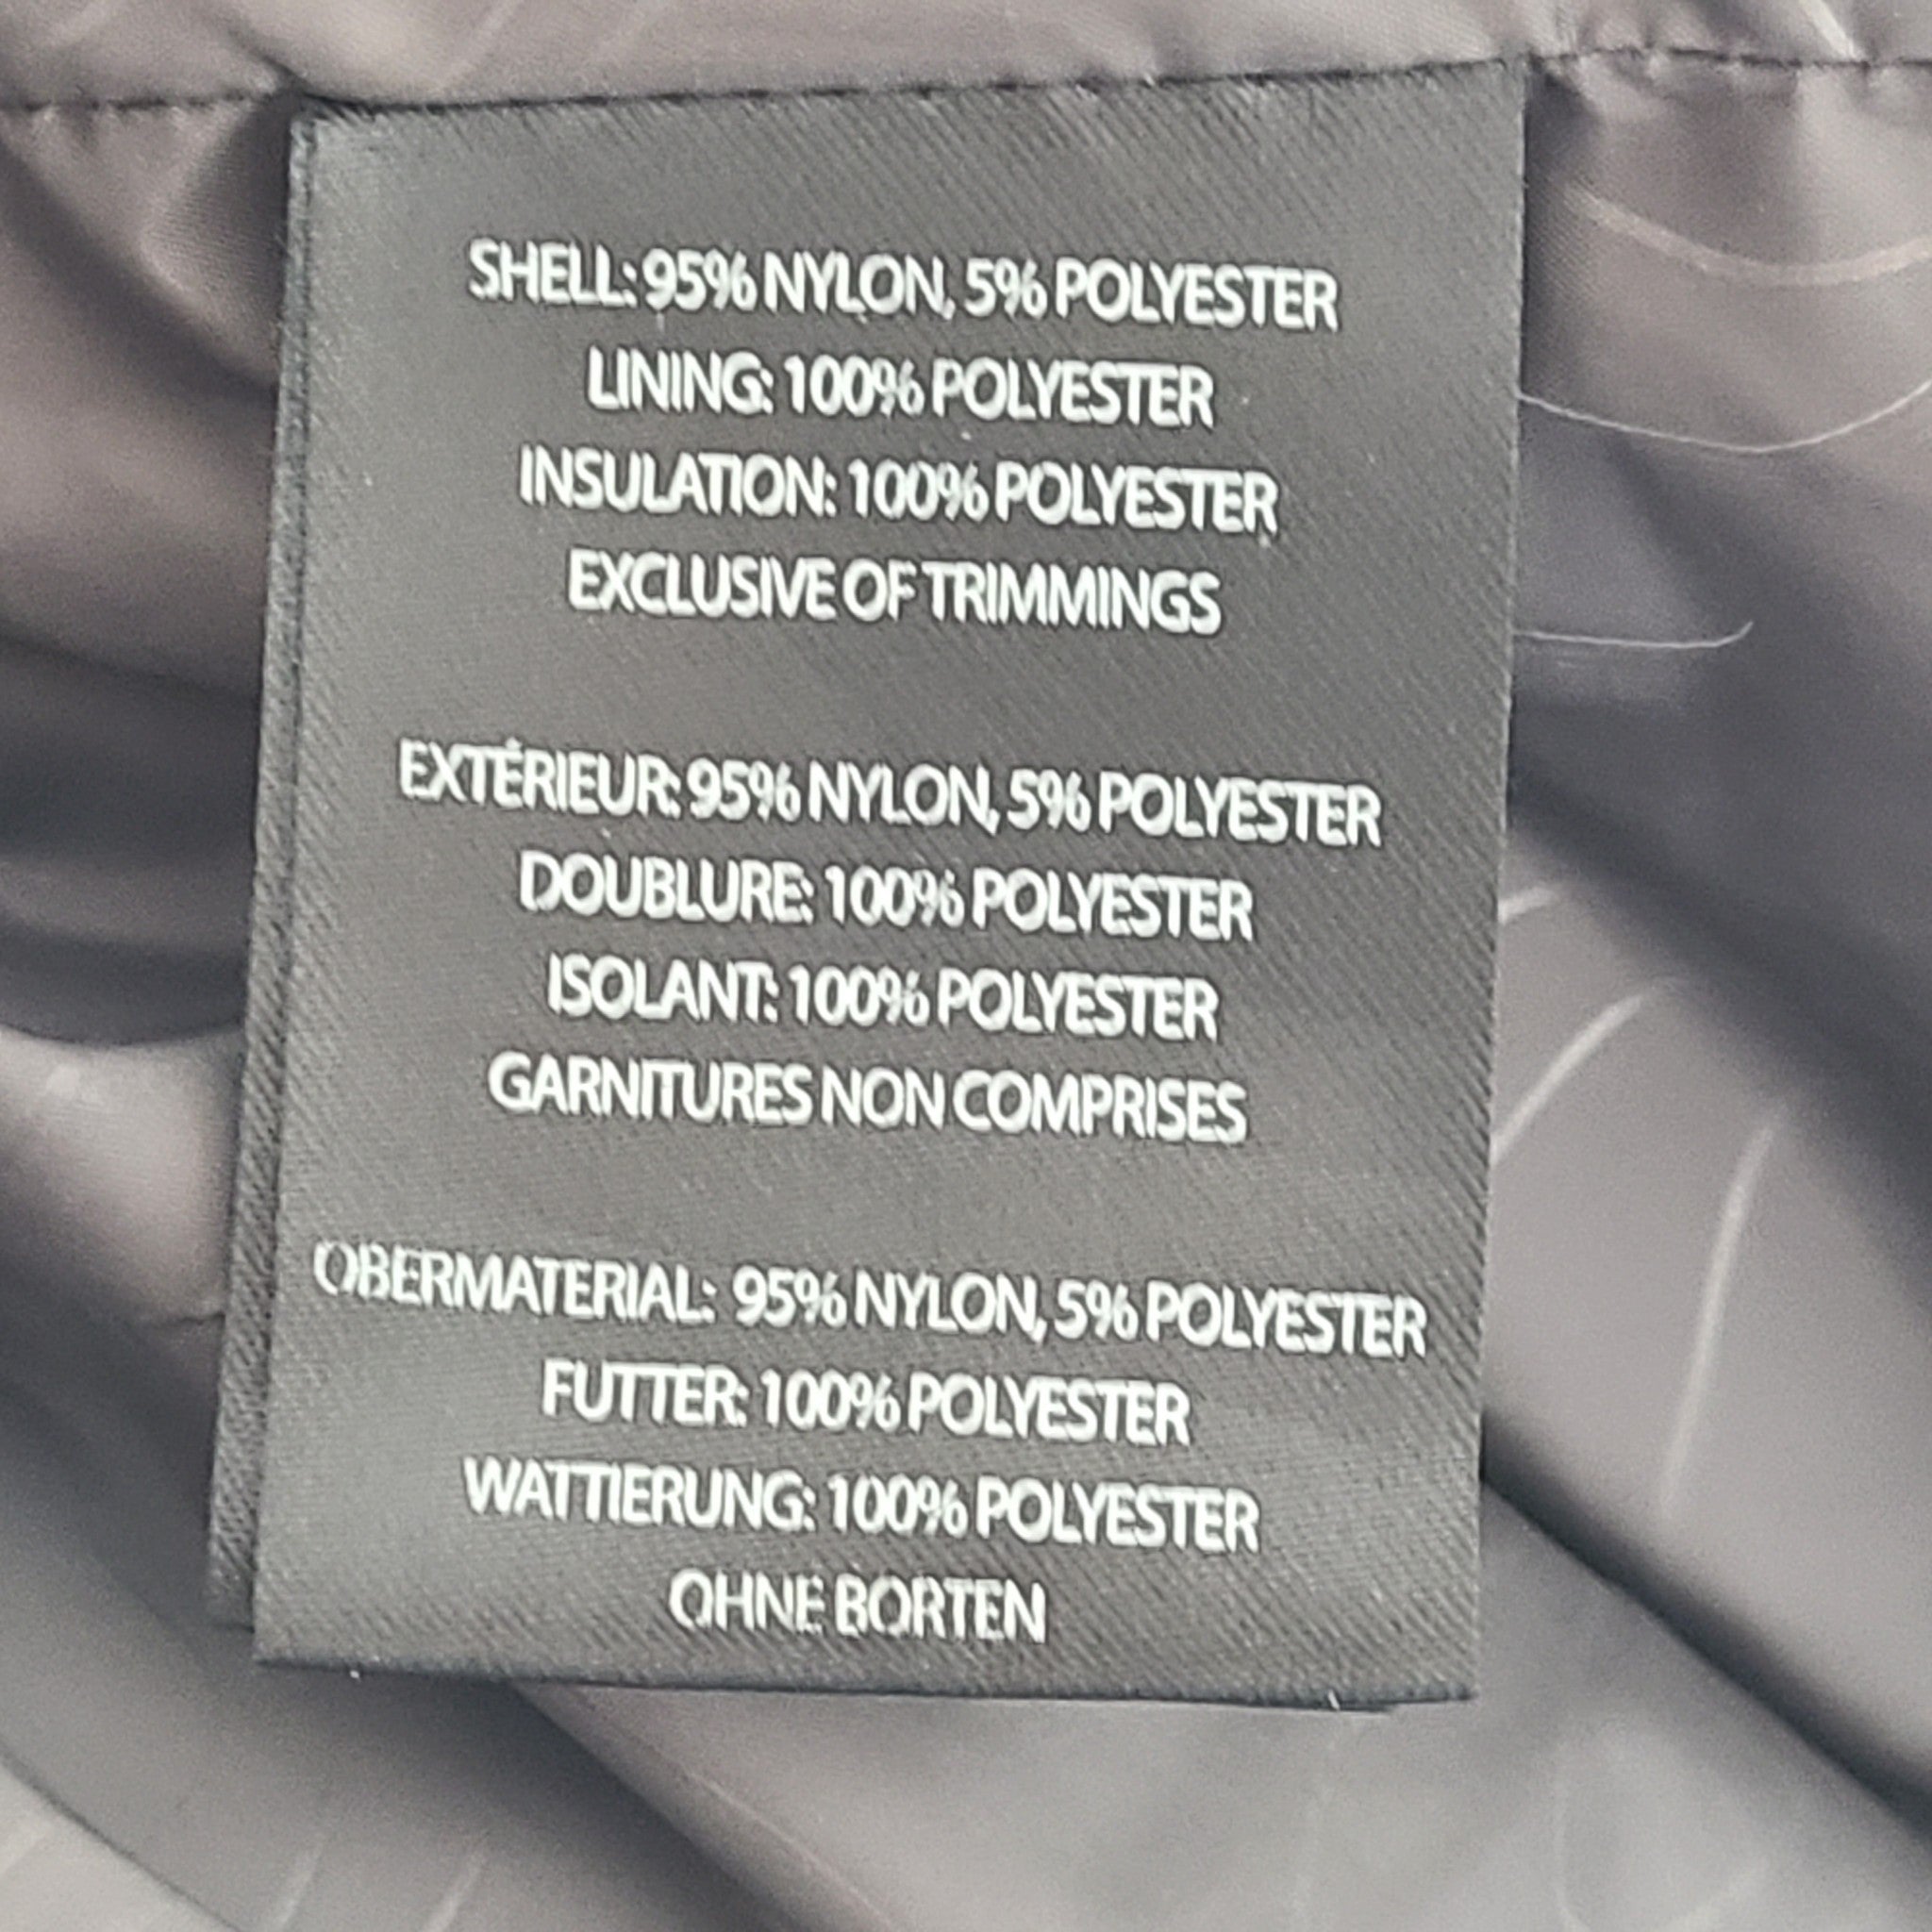 SHELL: 95% NYLON, 5% POLYESTER
LINING: 100% POLYESTER
INSULATION: 100% POLYESTER
EXCLUSIVE OF TRIMMINGS
EXTÉRIEUR: 95% NYLON, 5% POLYESTER
DOUBLURE: 100% POLYESTER
ISOLANT: 100% POLYESTER
GARNITURES NON COMPRISES
OBERMATERIAL: 95% NYLON, 5% POLYESTER
FUTTER: 100% POLYESTER
WATTIERUNG: 100% POLYESTER
OHNE BORTEN